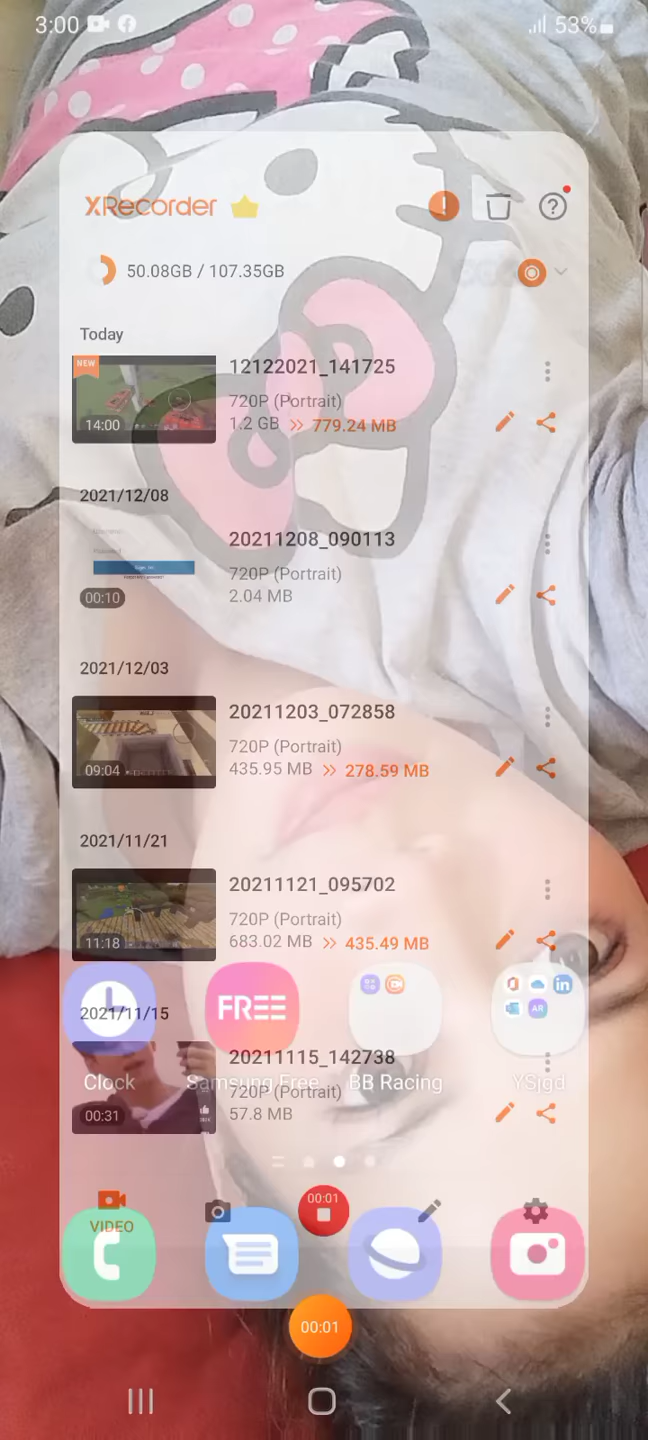 3:00
53%
XRecorder
50.08GB / 107.35GB
Today
NEW
14:00
12122021_141725
720P (Portrait)
1.2 GB >> 779.24 MB
2021/12/08
20211208_090113
720P (Portrait)
00:10
2.04 MB
2021/12/03
20211203_072858
720P (Portrait)
09:04
435.95 MB >> 278.59 MB
2021/11/21
20211121_095702
720P (Portrait)
11:18
683.02 MB >> 435.49 MB
FREE
in
AR
2021/11/15
20211115_142738
Clock
Samsung Free
BB Racing
YSjgd
720P (Portrait)
00:31
57.8 MB
00:01
VIDEO
00:01